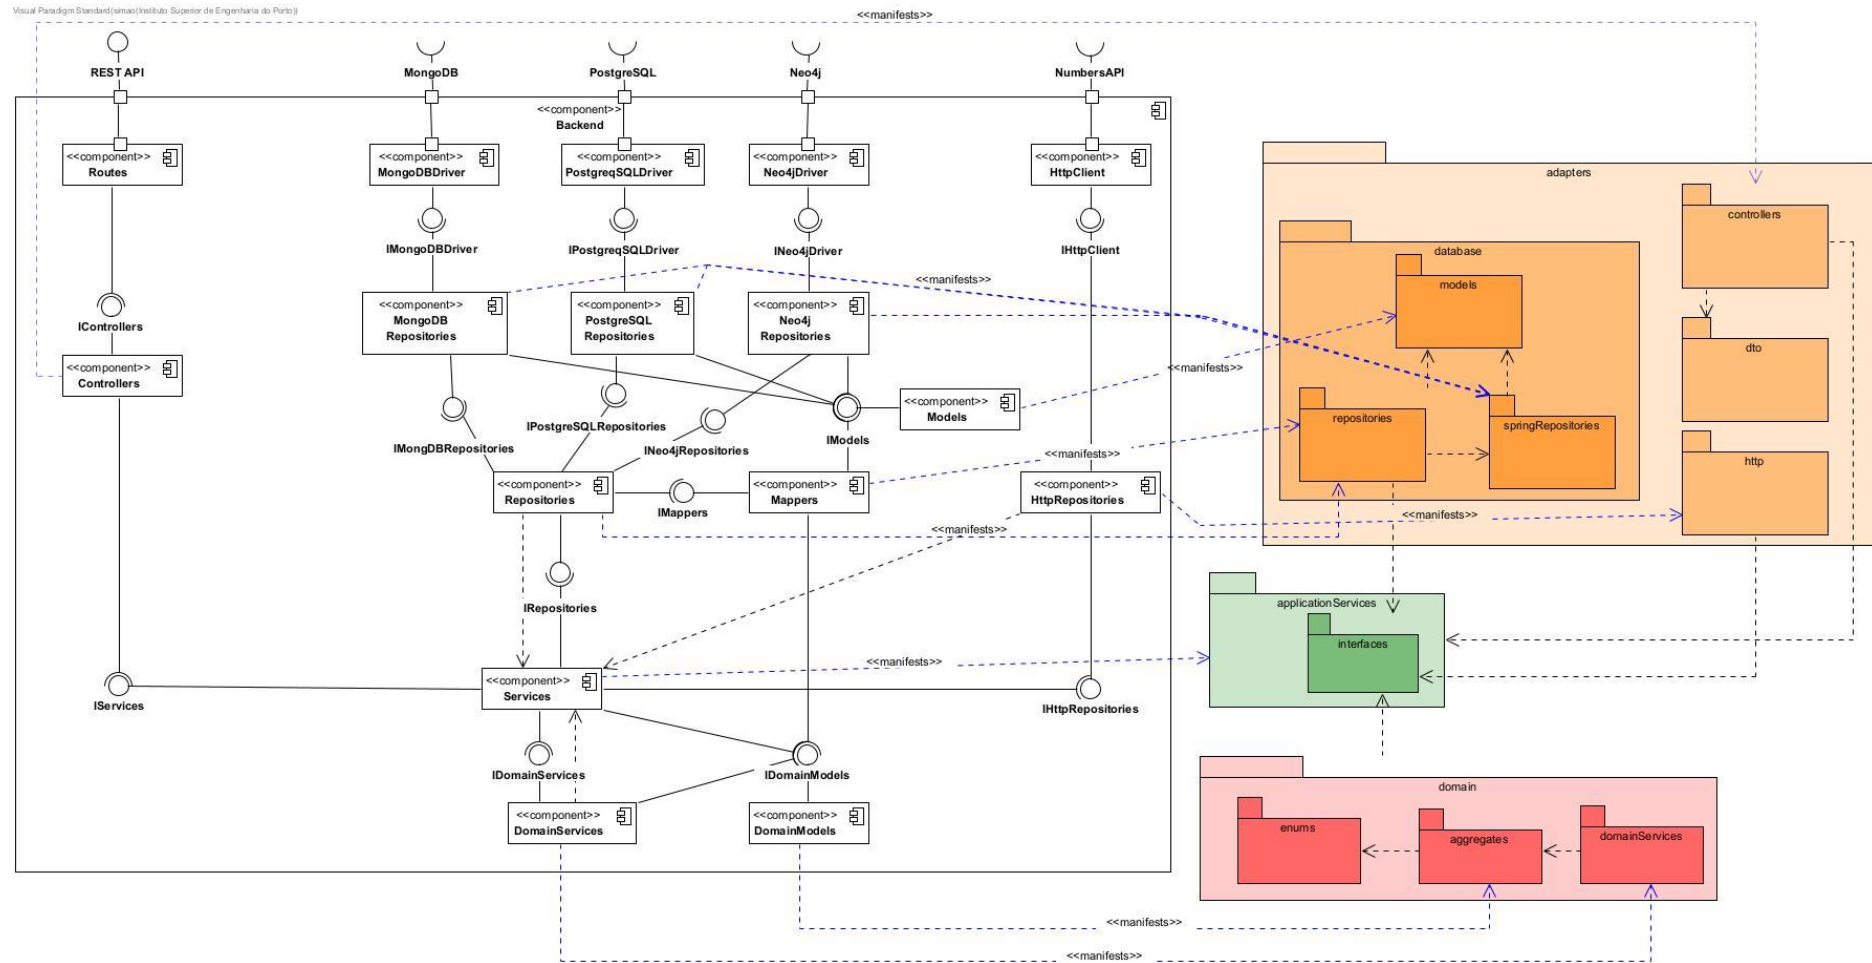 Visual Paradigm Standard(simao(Instituto Superior de Engenharia do Porto))
<<manifests>>
REST API
MongoDB
PostgreSQL
Neo4j
NumbersAPI
<<component>>
Backend
<<component>>
Routes
<<component>>
MongoDBDriver
<<component>>
PostgreqSQLDriver
<<component>>
Neo4jDriver
<<component>>
HttpClient
adapters
controllers
IMongoDBDriver
IPostgreqSQLDriver
INeo4jDriver
IHttpClient
database
<<manifests>>
models
<<component>>
MongoDB
Repositories
<<component>>
PostgreSQL
Repositories
<<component>>
Neo4j
Repositories
IControllers
dto
<<component>>
Controllers
<<manifests>>
<<component>>
Models
IMongDBRepositories
IPostgreSQLRepositories
INeo4jRepositories
IModels
repositories
springRepositories
<<manifests>>
http
<<component>>
Repositories
IMappers
<<component>>
Mappers
<<component>>
HttpRepositories
<<manifests>>
<<manifests>>
IRepositories
applicationServices
interfaces
<<manifests>>
<<component>>
Services
IServices
IHttpRepositories
IDomainServices
IDomainModels
domain
<<component>>
DomainServices
<<component>>
DomainModels
enums
aggregates
domainServices
<<manifests>>
<<manifests>>